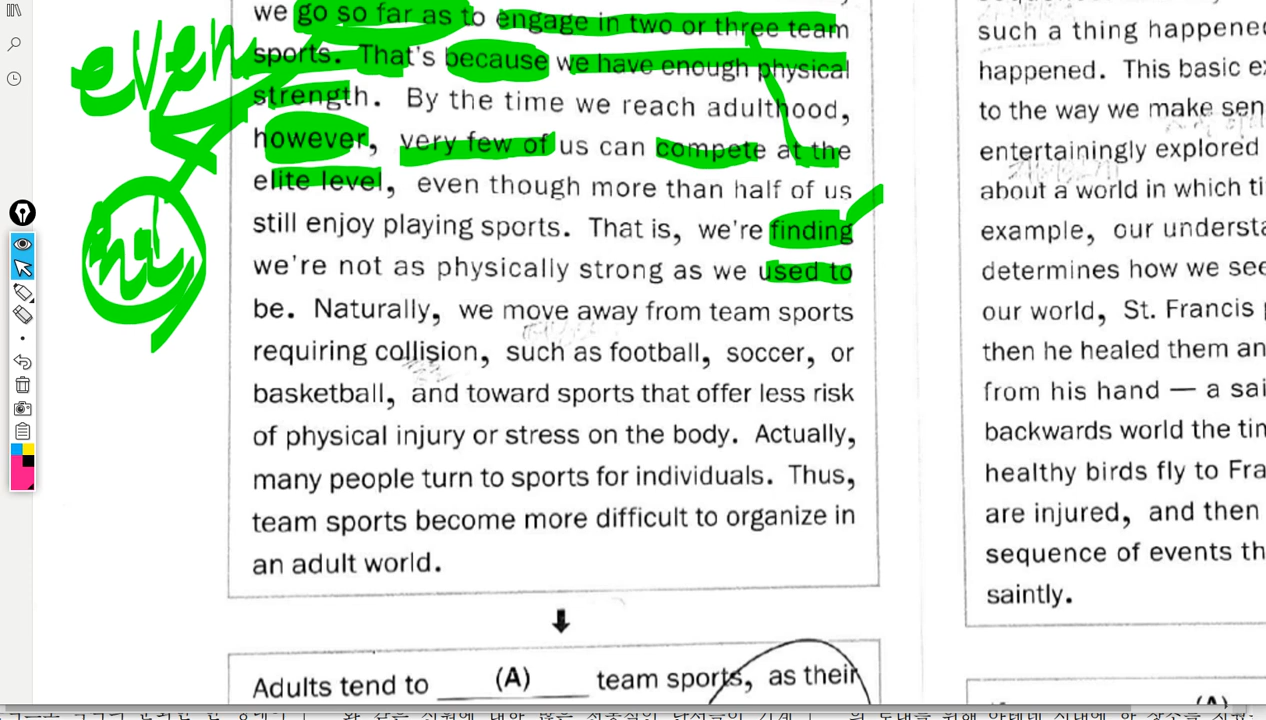 we go so far as to engage in two or three team
sports. That's because we have enough physical
strength. By the time we reach adulthood,
however, very few of us can compete at the
elite level, even though more than half of us
still enjoy playing sports. That is, we're finding
we're not as physically strong as we used to
be. Naturally, we move away from team sports
requiring collision, such as football, soccer, or
basketball, and toward sports that offer less risk
of physical injury or stress on the body. Actually,
many people turn to sports for individuals. Thus,
team sports become more difficult to organize in
an adult world.
Adults tend to (A) team sports, as their
even
such a thing happened
happened. This basic ex
to the way we make sen
entertainingly explored
about a world in which ti
example, our understa
determines how we see
our world, St. Francis
then he healed them an
from his hand — a sai
backwards world the tin
healthy birds fly to Fra
are injured, and then
sequence of events th
saintly.
(A)